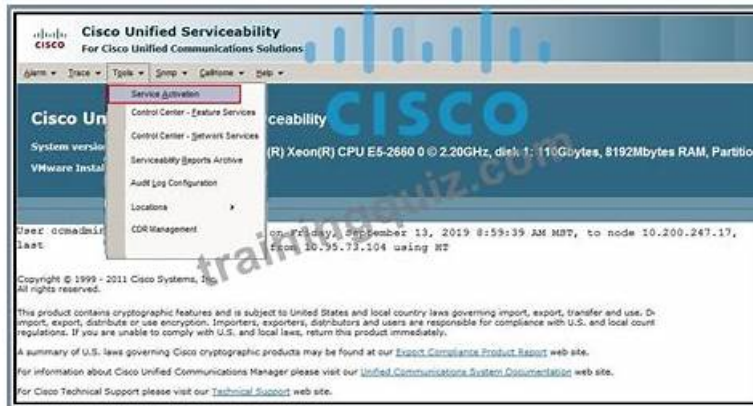 CISCO
Cisco Unified Serviceability
For Cisco Unified Communications Solutions
CISCO
Alarm Trace Tools Snmp CallHome Help
Service Activation
Control Center - Feature Services
Control Center - Network Services
Serviceability Reports Archive
Audit Log Configuration
Locations
CDR Management
Cisco Un ceability
System versio
VMware Instal (R) Xeon(R) CPU E5-2660 0 @ 2.20GHz, disk 1: 110Gbytes, 8192Mbytes RAM, Partitio
trainingquiz.com
User ccmadmin on Friday, September 13, 2019 8:59:39 AM MST, to node 10.200.247.17,
last from 10.95.73.104 using HT
Copyright © 1999 - 2011 Cisco Systems, Inc.
All rights reserved.
This product contains cryptographic features and is subject to United States and local country laws governing import, export, transfer and use. De
import, export, distribute or use encryption. Importers, exporters, distributors and users are responsible for compliance with U.S. and local count
regulations. If you are unable to comply with U.S. and local laws, return this product immediately.
A summary of U.S. laws governing Cisco cryptographic products may be found at our Export Compliance Product Report web site.
For information about Cisco Unified Communications Manager please visit our Unified Communications System Documentation web site.
For Cisco Technical Support please visit our Technical Support web site.